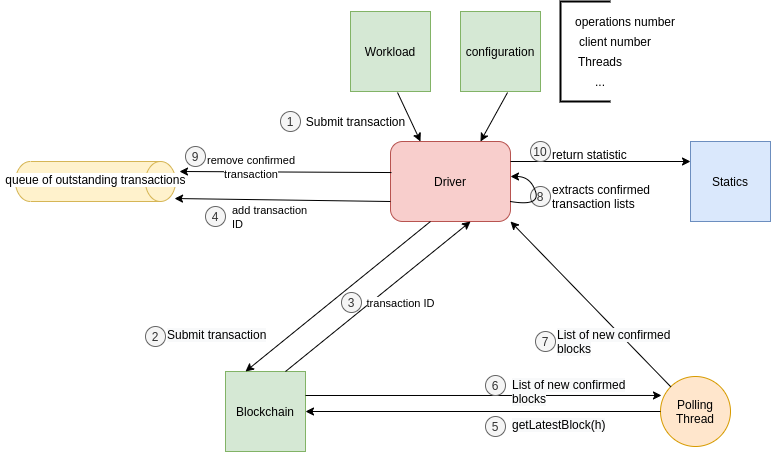 operations number
client number
Threads
...
Workload
configuration
1
Submit transaction
9
remove confirmed
transaction
10
return statistic
queue of outstanding transactions
Driver
Statics
8
extracts confirmed
transaction lists
4
add transaction
ID
3
transaction ID
2
Submit transaction
7
List of new confirmed
blocks
6
List of new confirmed
blocks
Blockchain
Polling
Thread
5
getLatestBlock(h)